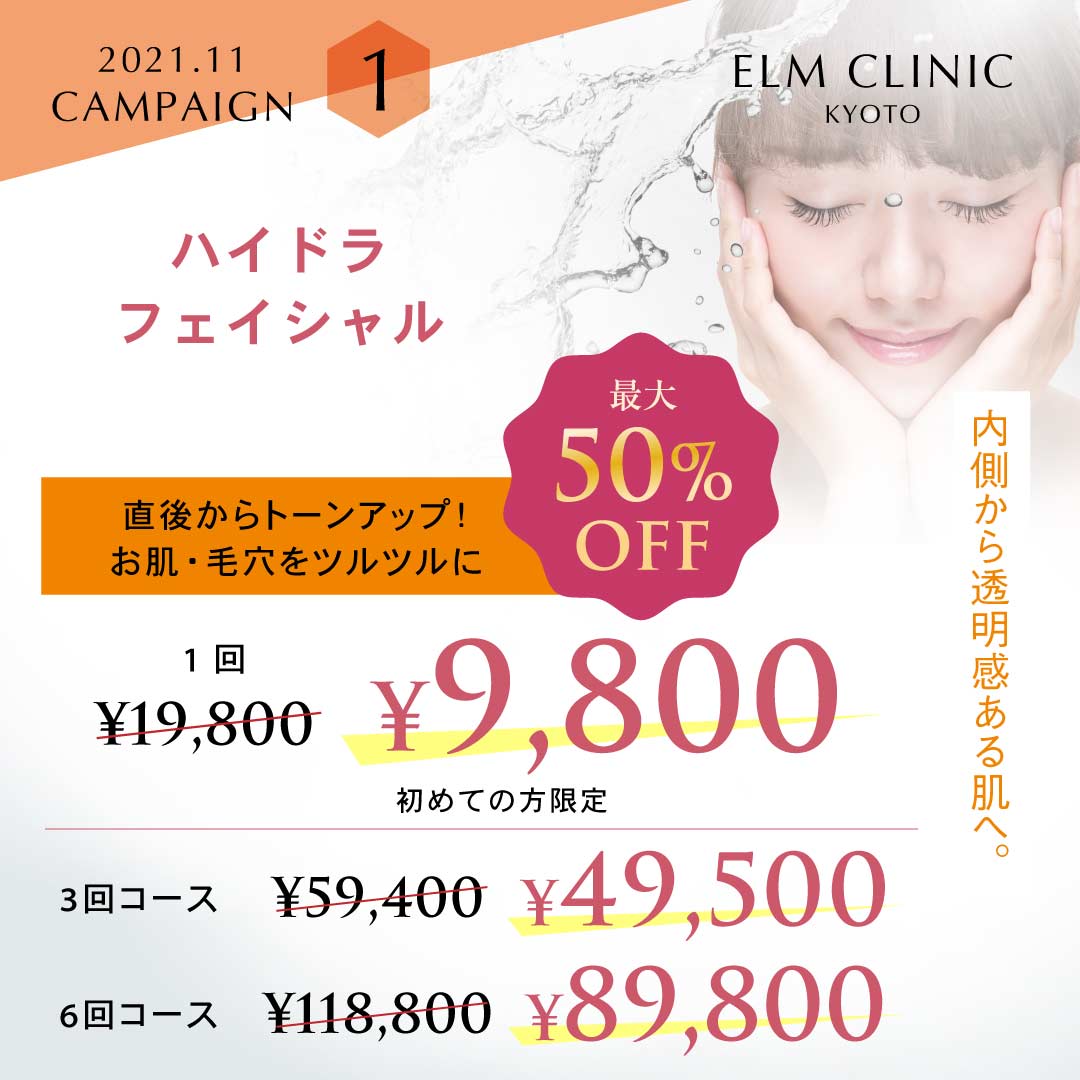 2021.11
CAMPAIGN
1
ELM CLINIC
KYOTO
ハイドラ
フェイシャル
最大
50%
OFF
直後からトーンアップ!
お肌・毛穴をツルツルに
内側から透明感ある肌へ。
1 回
¥19,800
¥9,800
初めての方限定
3回コース ¥59,400 ¥49,500
6回コース ¥118,800 ¥89,800